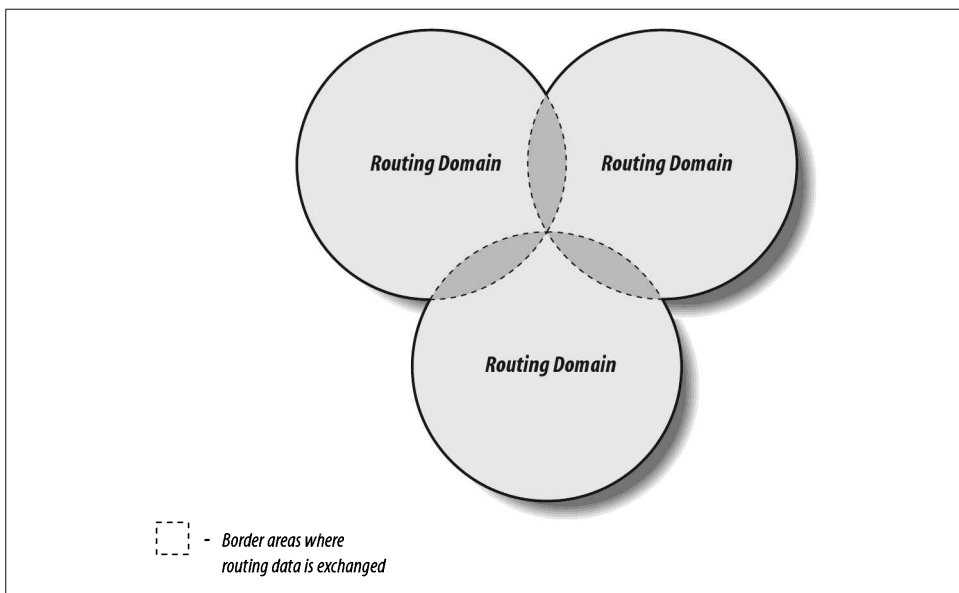 Routing Domain
Routing Domain
Routing Domain
- Border areas where
routing data is exchanged